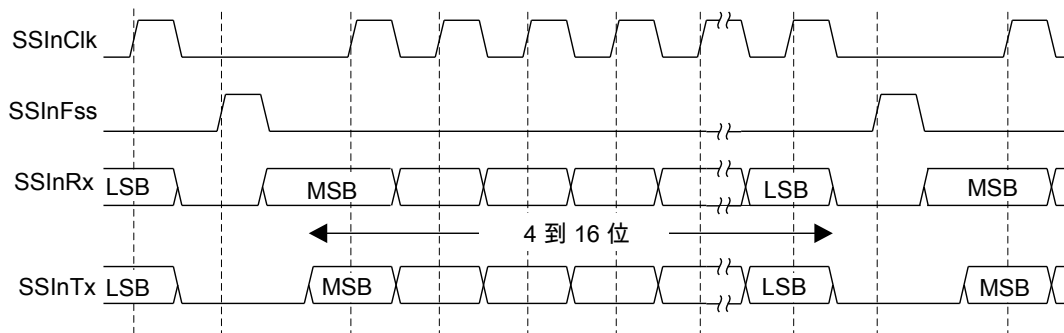 SSInClk
SSInFss
SSInRx LSB MSB LSB MSB
4 到 16 位
SSInTx LSB MSB LSB MSB